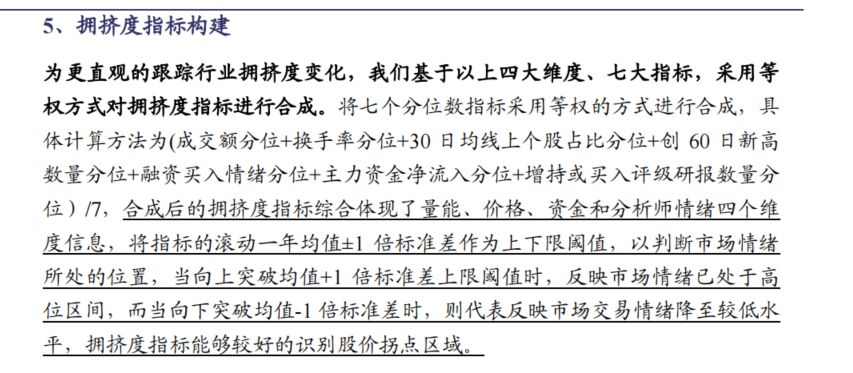 5、拥挤度指标构建
为更直观的跟踪行业拥挤度变化，我们基于以上四大维度、七大指标，采用等
权方式对拥挤度指标进行合成。将七个分位数指标采用等权的方式进行合成，具
体计算方法为(成交额分位+换手率分位+30 日均线上个股占比分位+创 60 日新高
数量分位+融资买入情绪分位+主力资金净流入分位+增持或买入评级研报数量分
位）/7，合成后的拥挤度指标综合体现了量能、价格、资金和分析师情绪四个维
度信息，将指标的滚动一年均值±1 倍标准差作为上下限阈值，以判断市场情绪
所处的位置，当向上突破均值+1 倍标准差上限阈值时，反映市场情绪已处于高
位区间，而当向下突破均值-1 倍标准差时，则代表反映市场交易情绪降至较低水
平，拥挤度指标能够较好的识别股价拐点区域。